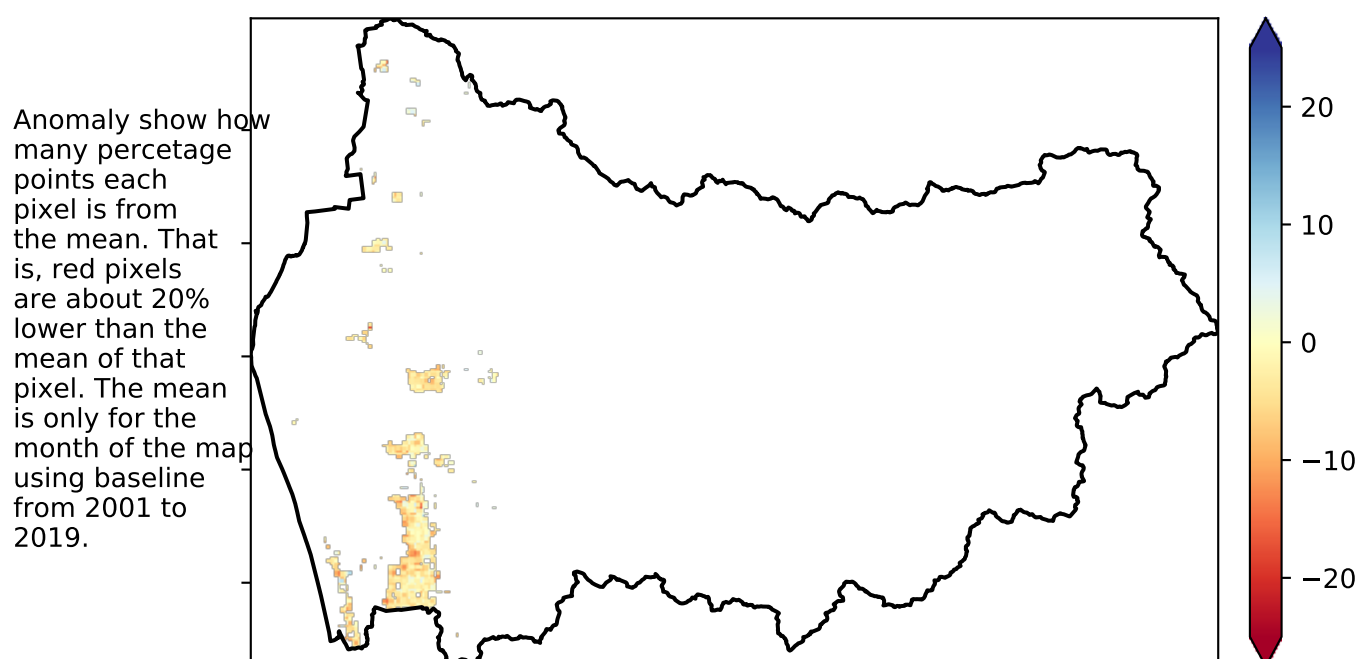 Anomaly show how
many percetage
points each
pixel is from
the mean. That
is, red pixels
are about 20%
lower than the
mean of that
pixel. The mean
is only for the
month of the map
using baseline
from 2001 to
2019.
20
10
0
−10
−20